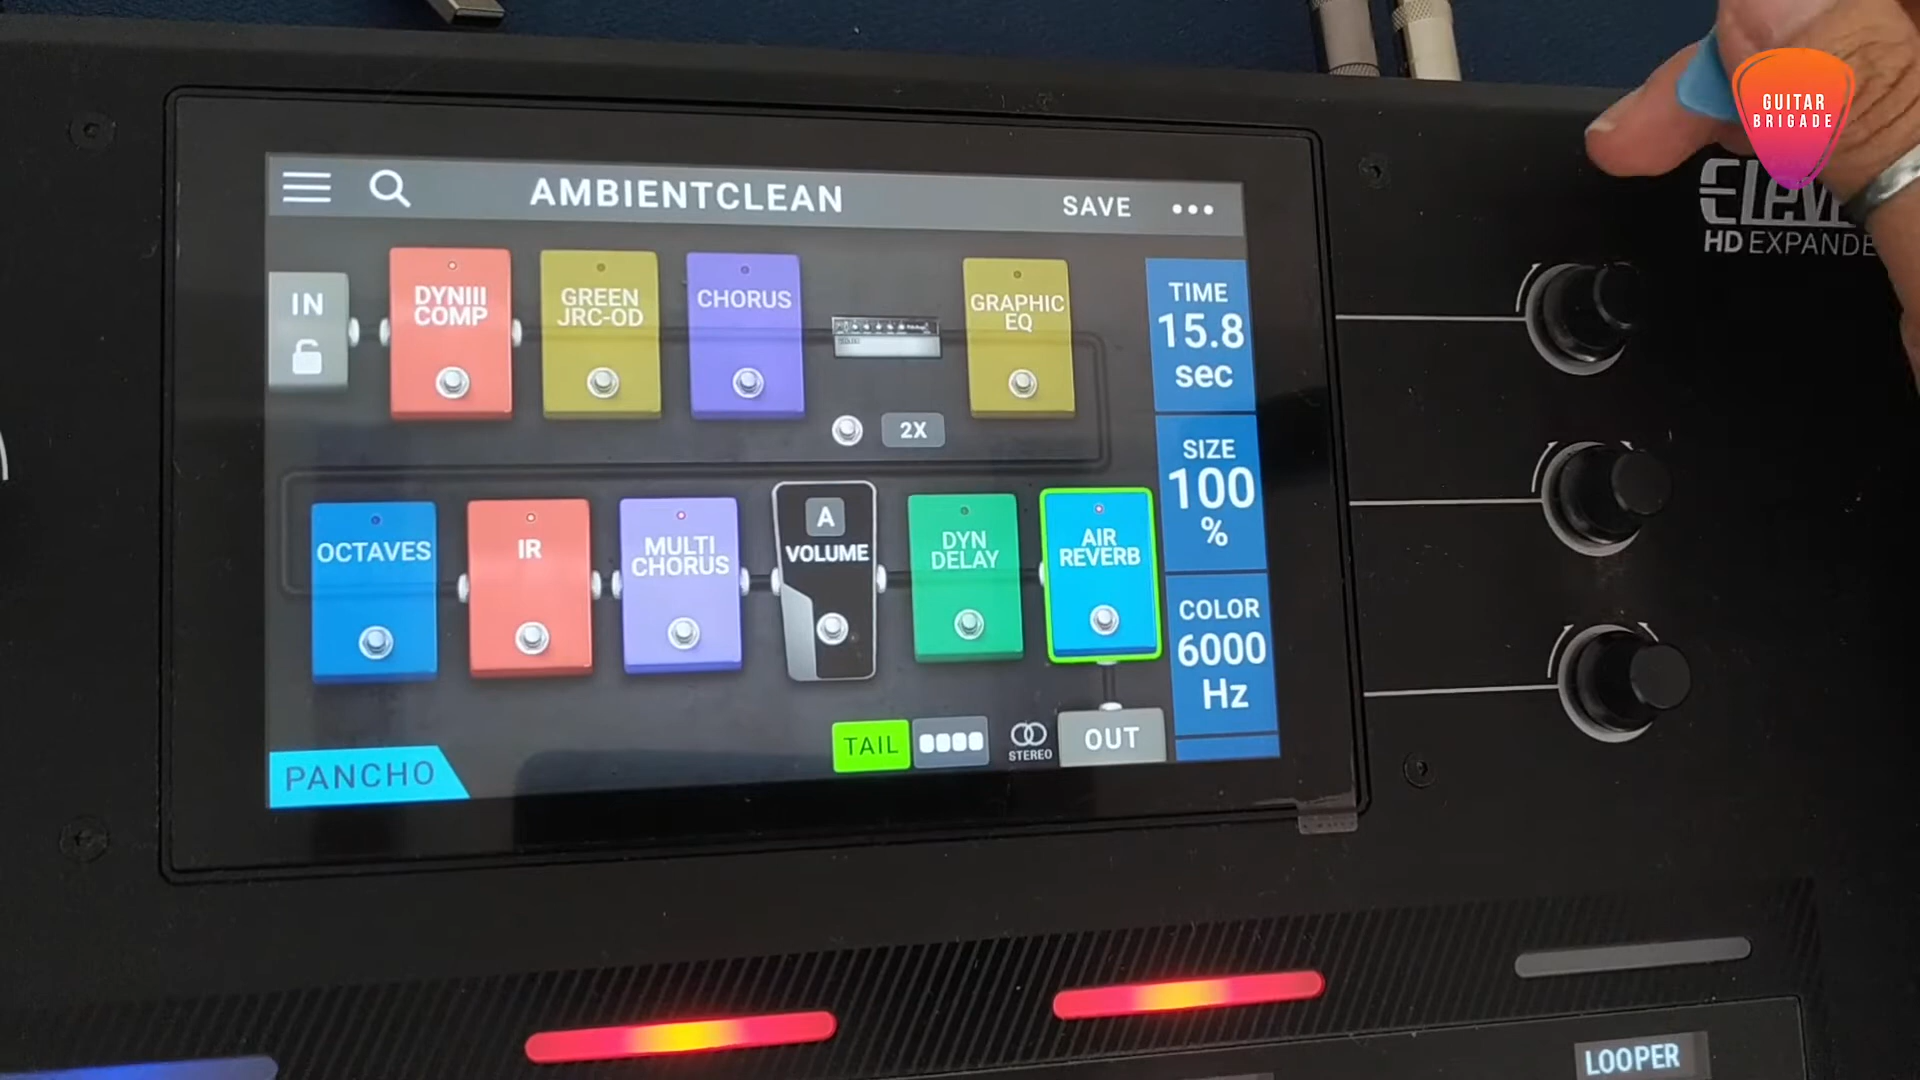 GUITAR
BRIGADE
HD EXPANDE
AMBIENTCLEAN
SAVE
IN
DYNIII
COMP
GREEN
JRC-OD
CHORUS
2X
GRAPHIC
EQ
TIME
15.8
sec
SIZE
100
%
COLOR
6000
Hz
OCTAVES
IR
MULTI
CHORUS
A
VOLUME
DYN
DELAY
AIR
REVERB
TAIL
STEREO
OUT
PANCHO
LOOPER